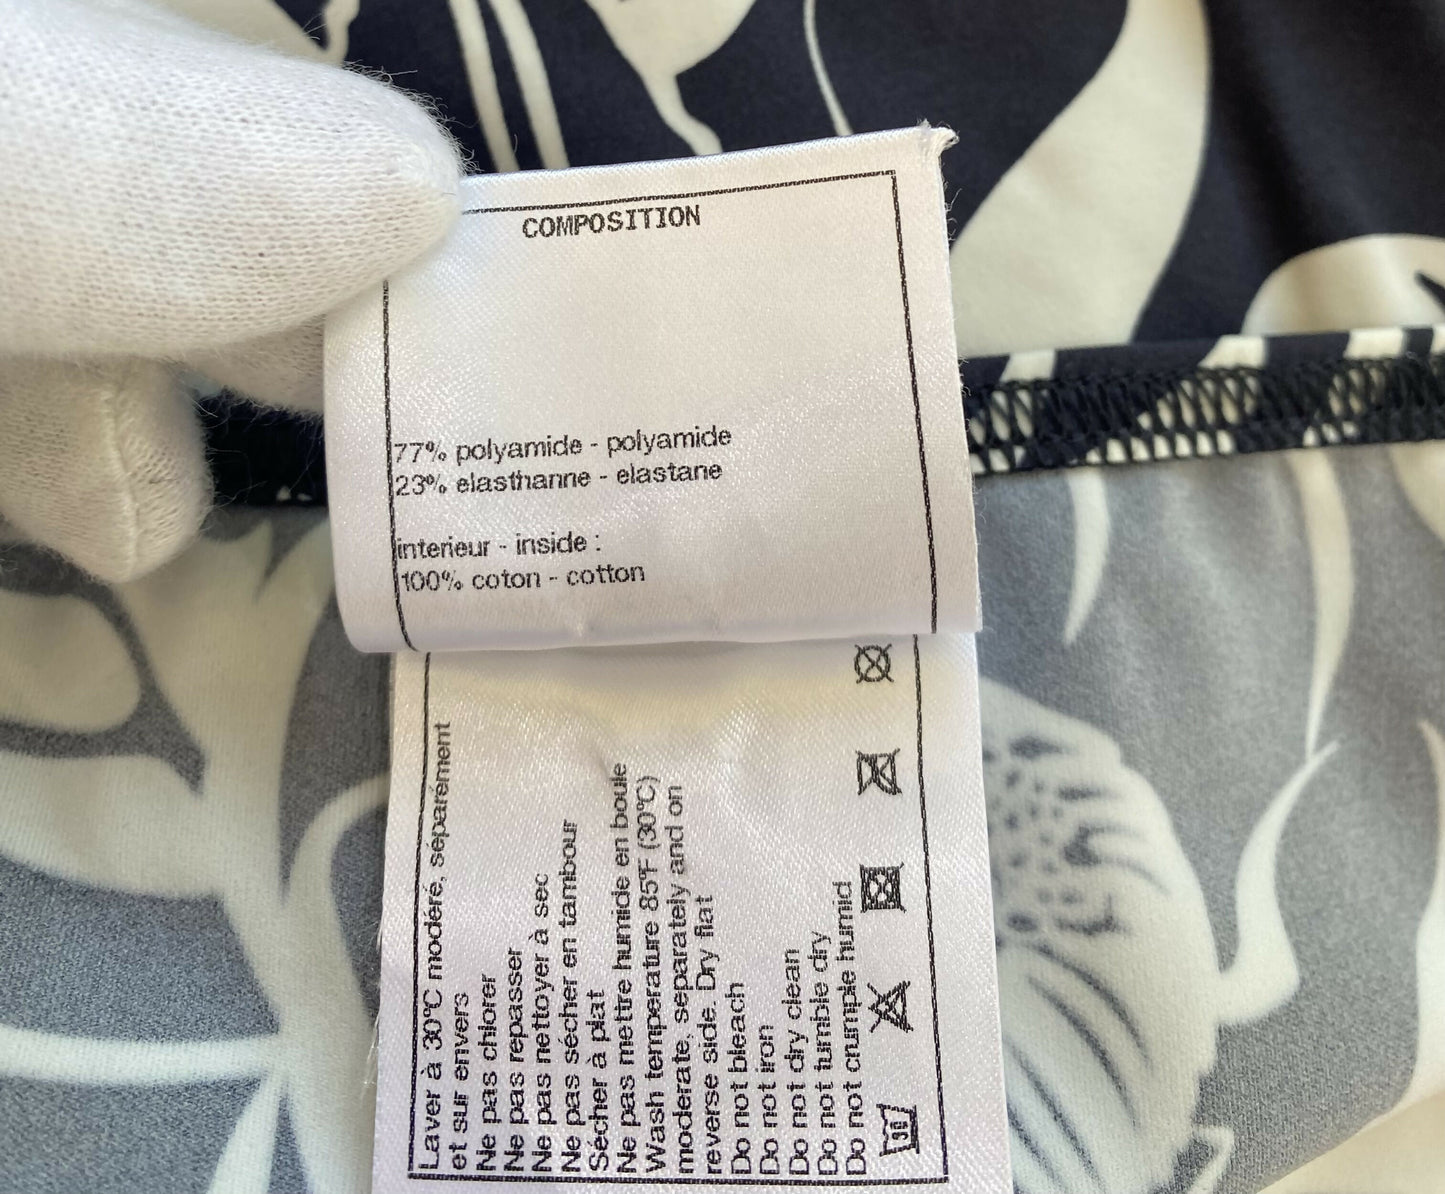 COMPOSITION
77% polyamide - polyamide
23% elasthanne - elastane
interieur - inside :
100% coton - cotton
Laver à 30°C modéré, séparément
et sur envers
Ne pas chlorer
Ne pas repasser
Ne pas nettoyer à sec
Ne pas sécher en tambour
Sécher à plat
Ne pas mettre humide en boule
Wash temperature 85°F (30°C)
moderate, separately and on
reverse side. Dry flat
Do not bleach
Do not iron
Do not dry clean
Do not tumble dry
Do not crumple humid
30